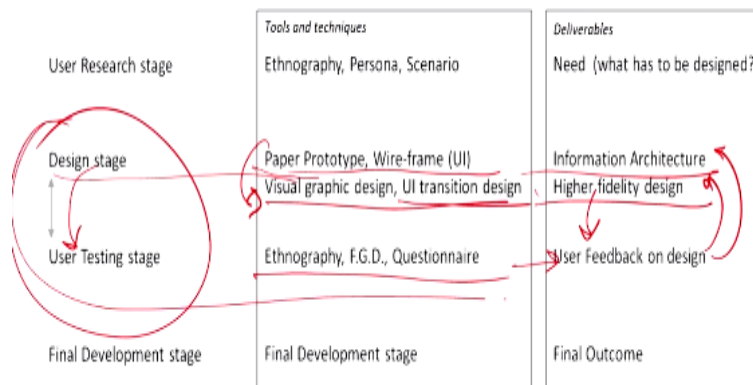 Tools and techniques
Deliverables
User Research stage
Ethnography, Persona, Scenario
Need (what has to be designed?
Design stage
Paper Prototype, Wire-frame (UI)
Information Architecture
Visual graphic design, UI transition design
Higher fidelity design
User Testing stage
Ethnography, F.G.D., Questionnaire
User Feedback on design
Final Development stage
Final Development stage
Final Outcome